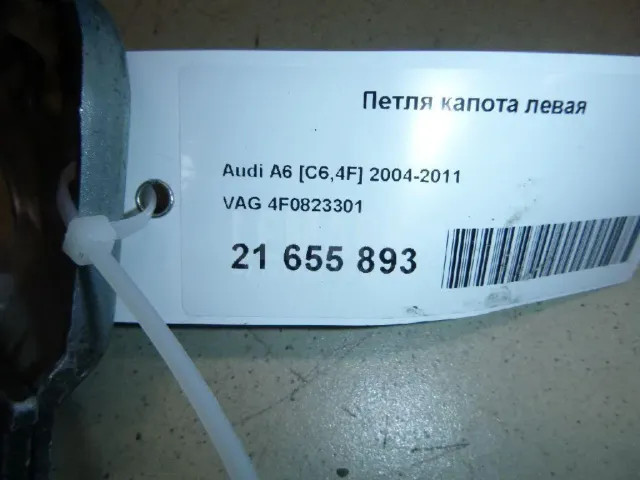 Петля капота левая
Audi A6 [C6,4F] 2004-2011
VAG 4F0823301
21 655 893